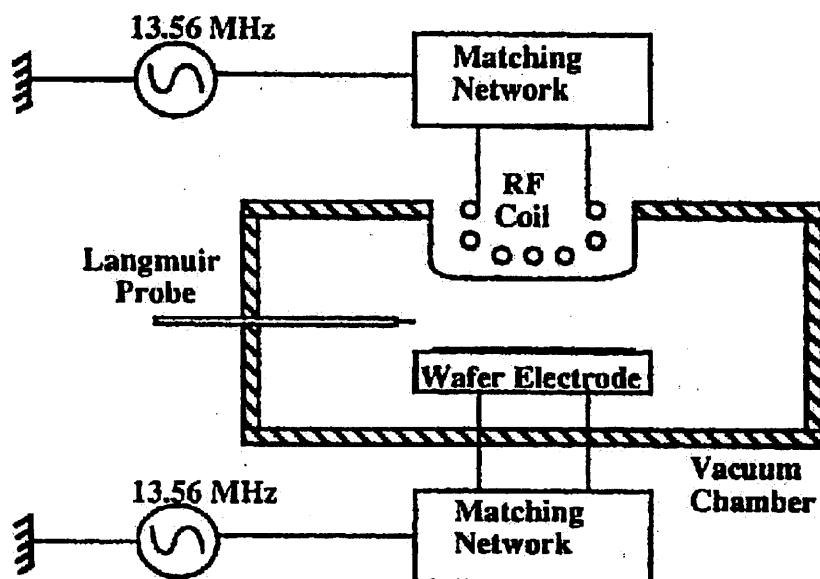 13.56 MHz
Matching
Network
RF
Coil
Langmuir
Probe
Wafer Electrode
Vacuum
Chamber
13.56 MHz
Matching
Network